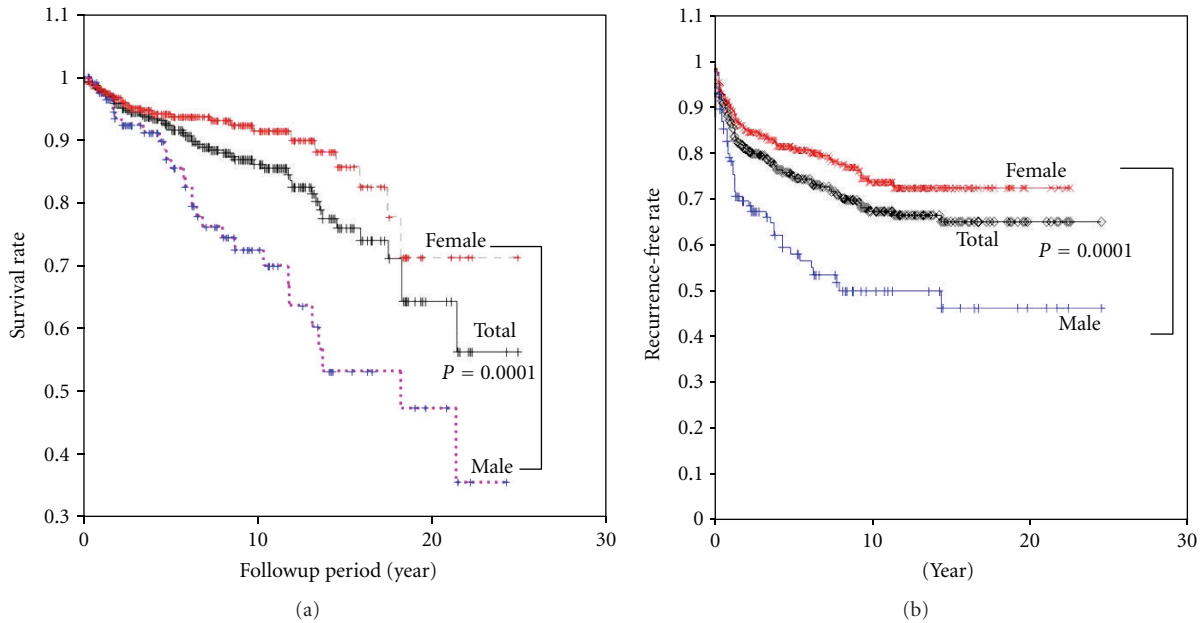 1.1
1
0.9
0.8
0.7
0.6
0.5
0.4
0.3
Survival rate
0 10 20 30
Followup period (year)
Female
Total
P = 0.0001
Male
(a)
1.1
1
0.9
0.8
0.7
0.6
0.5
0.4
0.3
0.2
0.1
0
Recurrence-free rate
0 10 20 30
(Year)
Female
Total
P = 0.0001
Male
(b)